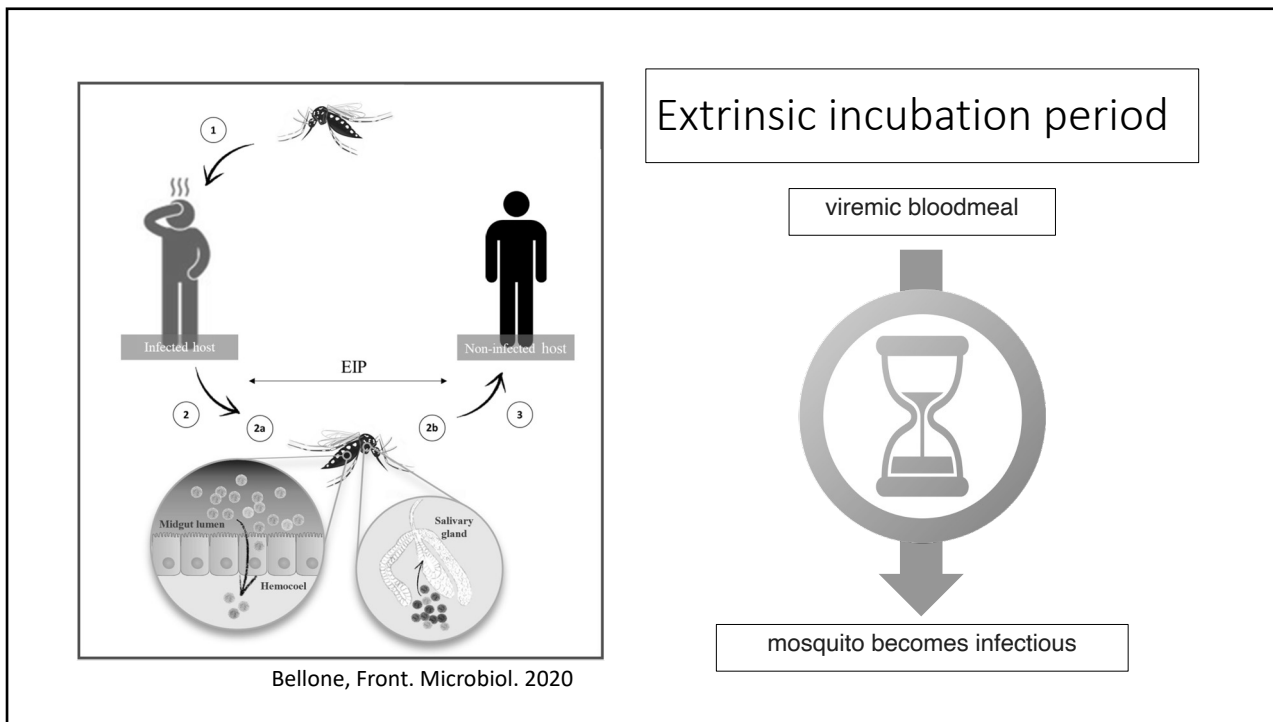 1
Infected host
Non-infected host
EIP
2
2a
2b
3
Midgut lumen
Hemocoel
Salivary
gland
Bellone, Front. Microbiol. 2020
Extrinsic incubation period
viremic bloodmeal
mosquito becomes infectious